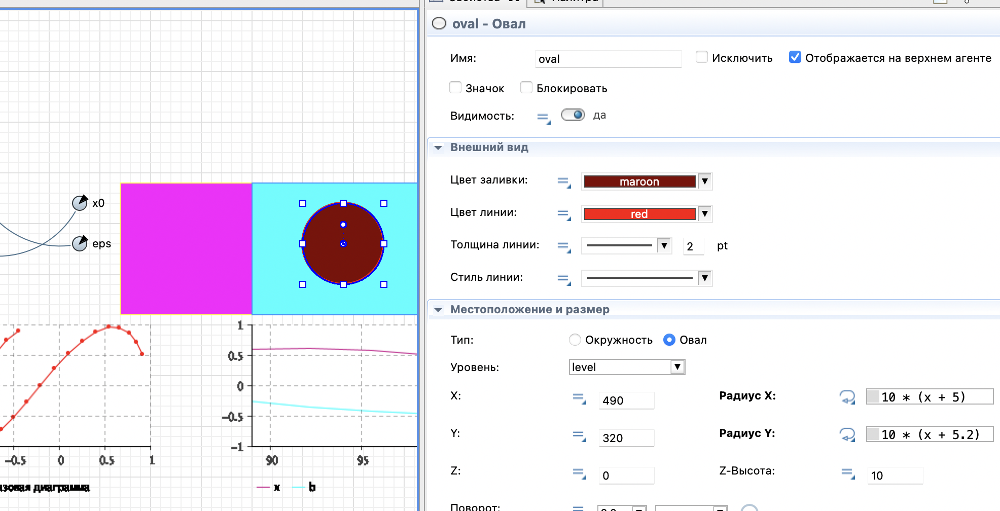 oval - Овал
Имя: oval Исключить Отображается на верхнем агенте
Значок Блокировать
Видимость: да
Внешний вид
Цвет заливки: maroon
Цвет линии: red
Толщина линии: 2 pt
Стиль линии:
Местоположение и размер
Тип: Окружность Овал
Уровень: level
X: 490 Радиус X: 10 * (x + 5)
Y: 320 Радиус Y: 10 * (x + 5.2)
Z: 0 Z-Высота: 10
Поворот:
x0
eps
1
0.5
0
-0.5
-1
-0.5 0 0.5 1
90 95
диаграмма
x b